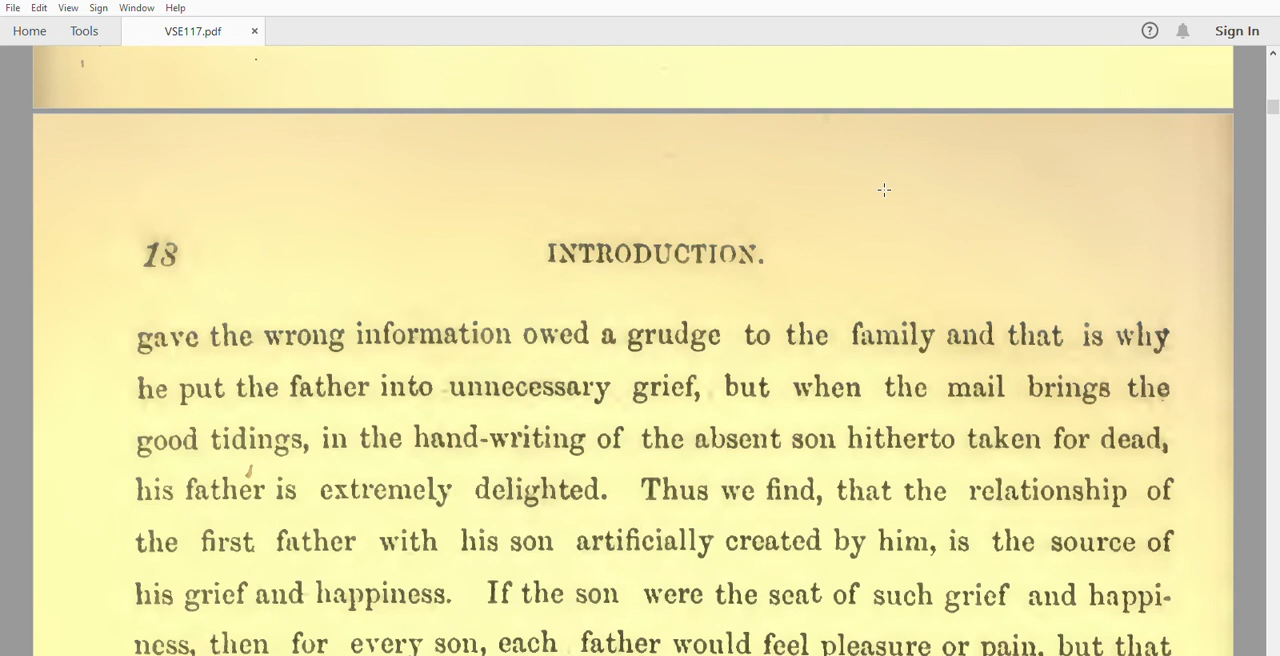 File Edit View Sign Window Help
Home Tools VSE117.pdf × ? Sign In
18 INTRODUCTION.
gave the wrong information owed a grudge to the family and that is why
he put the father into unnecessary grief, but when the mail brings the
good tidings, in the hand-writing of the absent son hitherto taken for dead,
his father is extremely delighted. Thus we find, that the relationship of
the first father with his son artificially created by him, is the source of
his grief and happiness. If the son were the seat of such grief and happi-
ness, then for every son, each father would feel pleasure or pain, but that